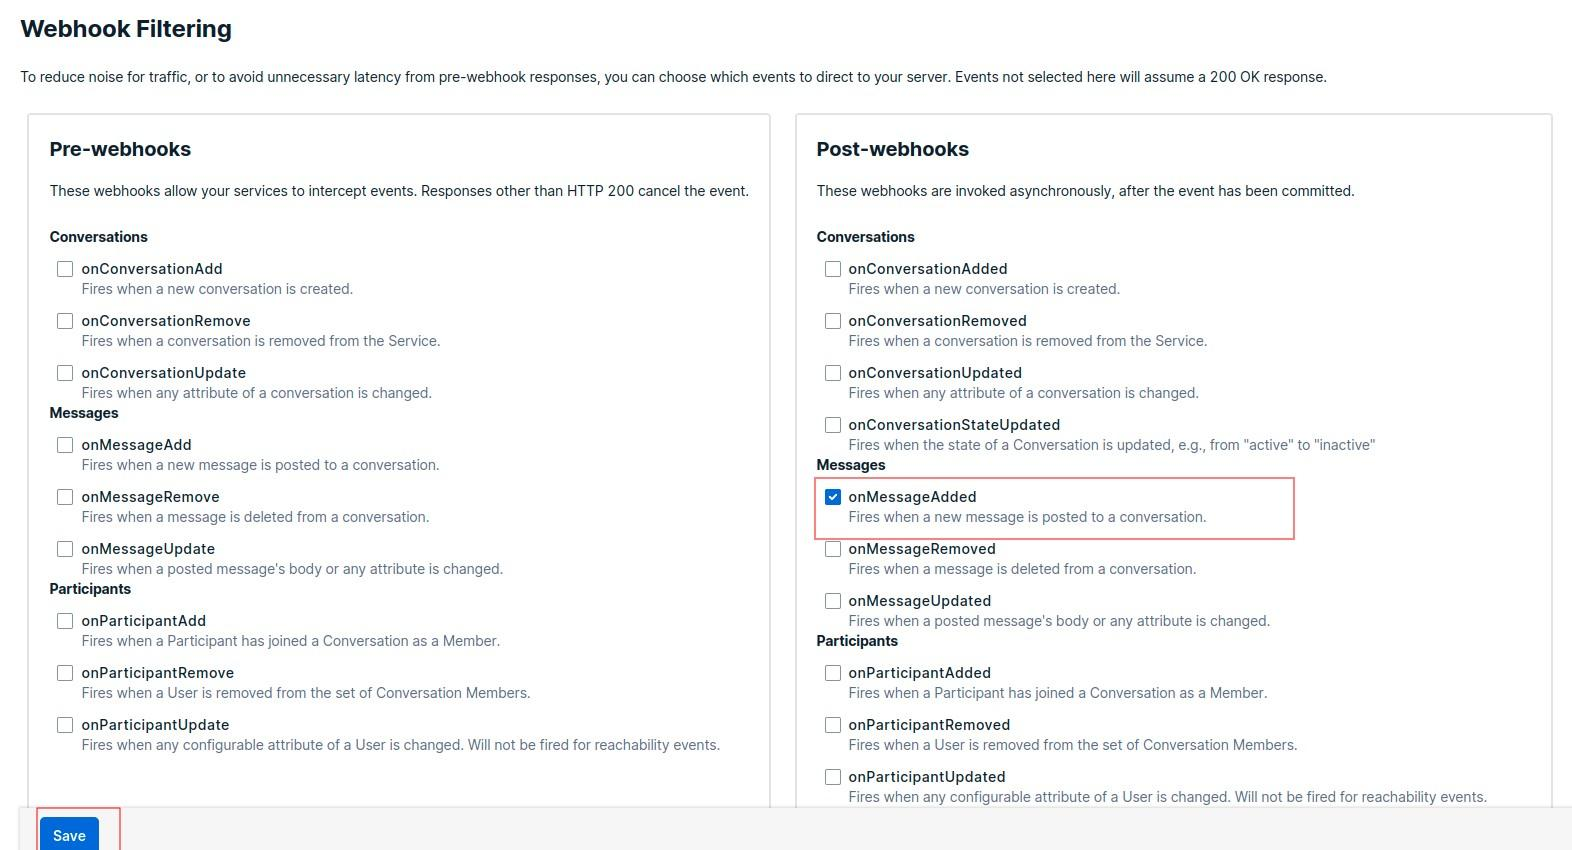 Webhook Filtering
To reduce noise for traffic, or to avoid unnecessary latency from pre-webhook responses, you can choose which events to direct to your server. Events not selected here will assume a 200 OK response.
Pre-webhooks
These webhooks allow your services to intercept events. Responses other than HTTP 200 cancel the event.
Conversations
onConversationAdd
Fires when a new conversation is created.
onConversationRemove
Fires when a conversation is removed from the Service.
onConversationUpdate
Fires when any attribute of a conversation is changed.
Messages
onMessageAdd
Fires when a new message is posted to a conversation.
onMessageRemove
Fires when a message is deleted from a conversation.
onMessageUpdate
Fires when a posted message's body or any attribute is changed.
Participants
onParticipantAdd
Fires when a Participant has joined a Conversation as a Member.
onParticipantRemove
Fires when a User is removed from the set of Conversation Members.
onParticipantUpdate
Fires when any configurable attribute of a User is changed. Will not be fired for reachability events.
Post-webhooks
These webhooks are invoked asynchronously, after the event has been committed.
Conversations
onConversationAdded
Fires when a new conversation is created.
onConversationRemoved
Fires when a conversation is removed from the Service.
onConversationUpdated
Fires when any attribute of a conversation is changed.
onConversationStateUpdated
Fires when the state of a Conversation is updated, e.g., from "active" to "inactive"
Messages
onMessageAdded
Fires when a new message is posted to a conversation.
onMessageRemoved
Fires when a message is deleted from a conversation.
onMessageUpdated
Fires when a posted message's body or any attribute is changed.
Participants
onParticipantAdded
Fires when a Participant has joined a Conversation as a Member.
onParticipantRemoved
Fires when a User is removed from the set of Conversation Members.
onParticipantUpdated
Fires when any configurable attribute of a User is changed. Will not be fired for reachability events.
Save